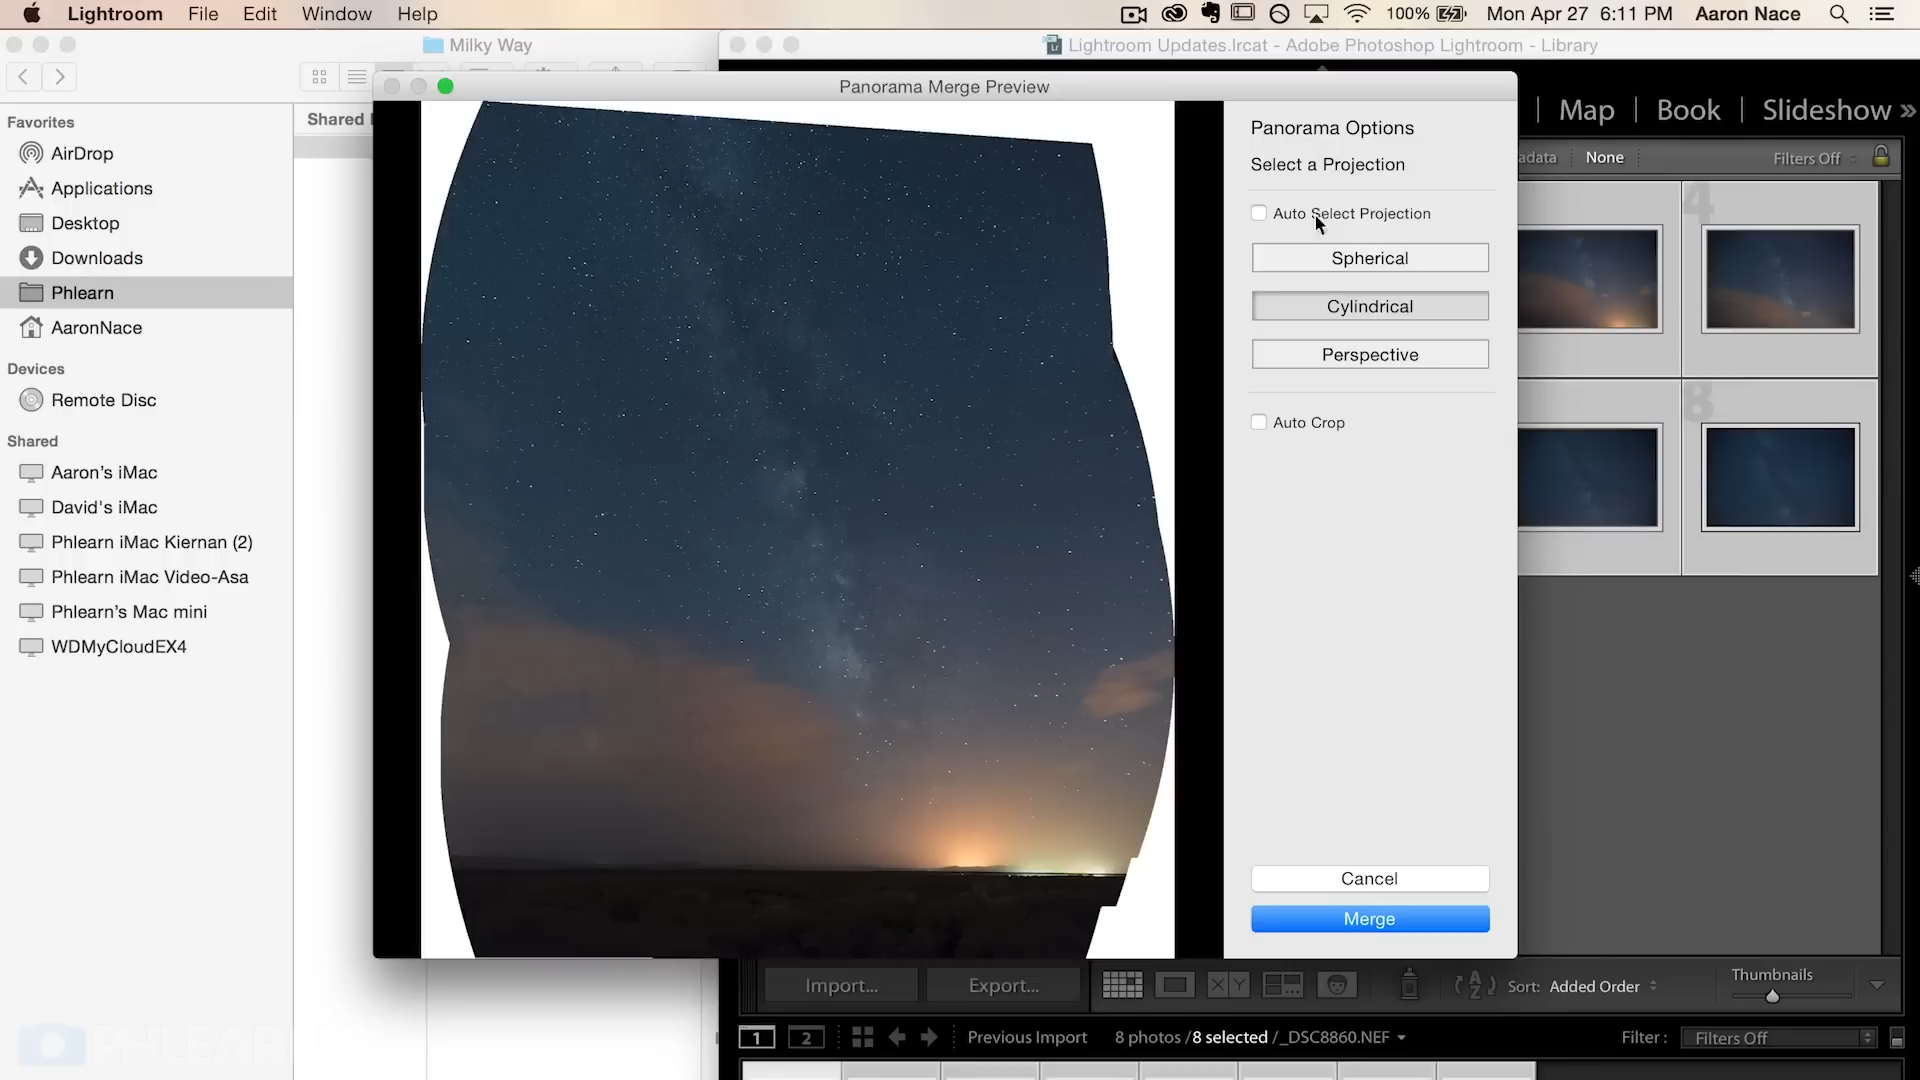 Lightroom File Edit Window Help 100% Mon Apr 27 6:11 PM Aaron Nace
Milky Way
Lightroom Updates.lrcat - Adobe Photoshop Lightroom - Library
Panorama Merge Preview
Map | Book | Slideshow »
Favorites
AirDrop
Applications
Desktop
Downloads
Phlearn
AaronNace
Devices
Remote Disc
Shared
Aaron's iMac
David's iMac
Phlearn iMac Kiernan (2)
Phlearn iMac Video-Asa
Phlearn's Mac mini
WDMyCloudEX4
Shared
Panorama Options
Select a Projection
Auto Select Projection
Spherical
Cylindrical
Perspective
Auto Crop
Cancel
Merge
adata None Filters Off
4
8
Import... Export... XY Sort: Added Order Thumbnails
1 2 Previous Import 8 photos /8 selected /_DSC8860.NEF Filter : Filters Off
PHLEARN